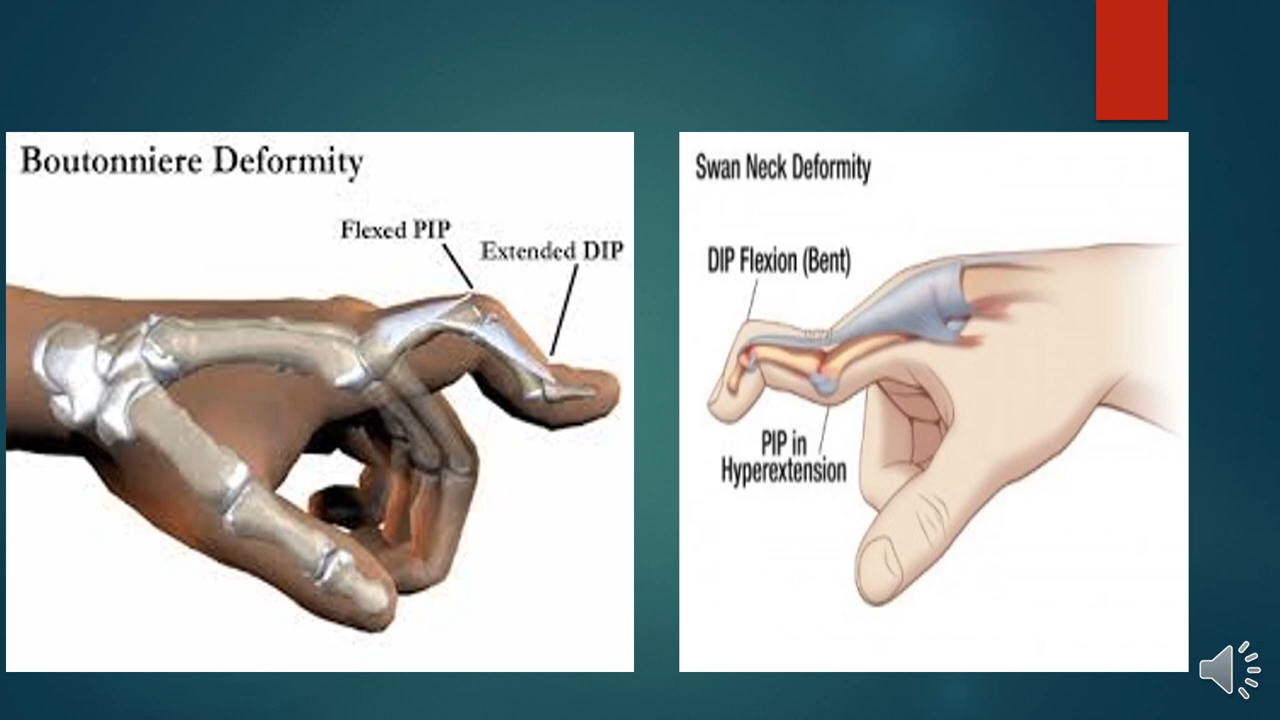 Boutonniere Deformity
Flexed PIP
Extended DIP
Swan Neck Deformity
DIP Flexion (Bent)
PIP in
Hyperextension